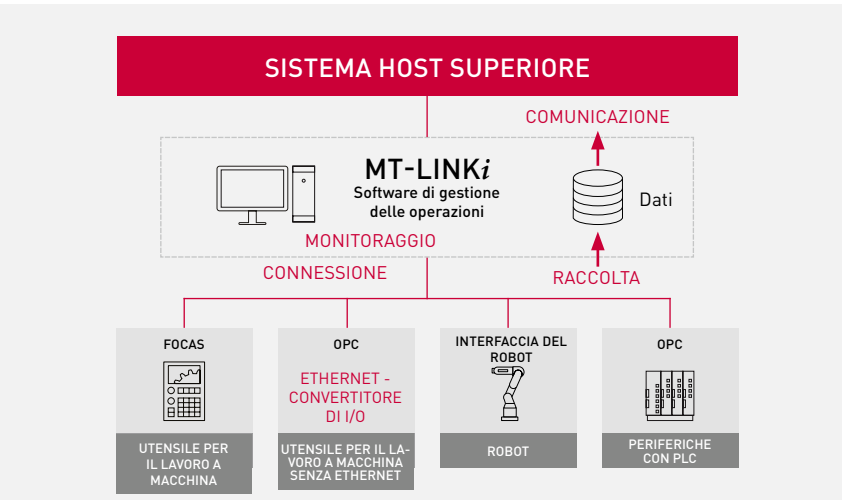 SISTEMA HOST SUPERIORE
COMUNICAZIONE
MT-LINKi
Software di gestione
delle operazioni
Dati
MONITORAGGIO
CONNESSIONE
RACCOLTA
FOCAS
UTENSILE PER
IL LAVORO A
MACCHINA
OPC
ETHERNET -
CONVERTITORE
DI I/O
UTENSILE PER IL LA-
VORO A MACCHINA
SENZA ETHERNET
INTERFACCIA DEL
ROBOT
ROBOT
OPC
PERIFERICHE
CON PLC